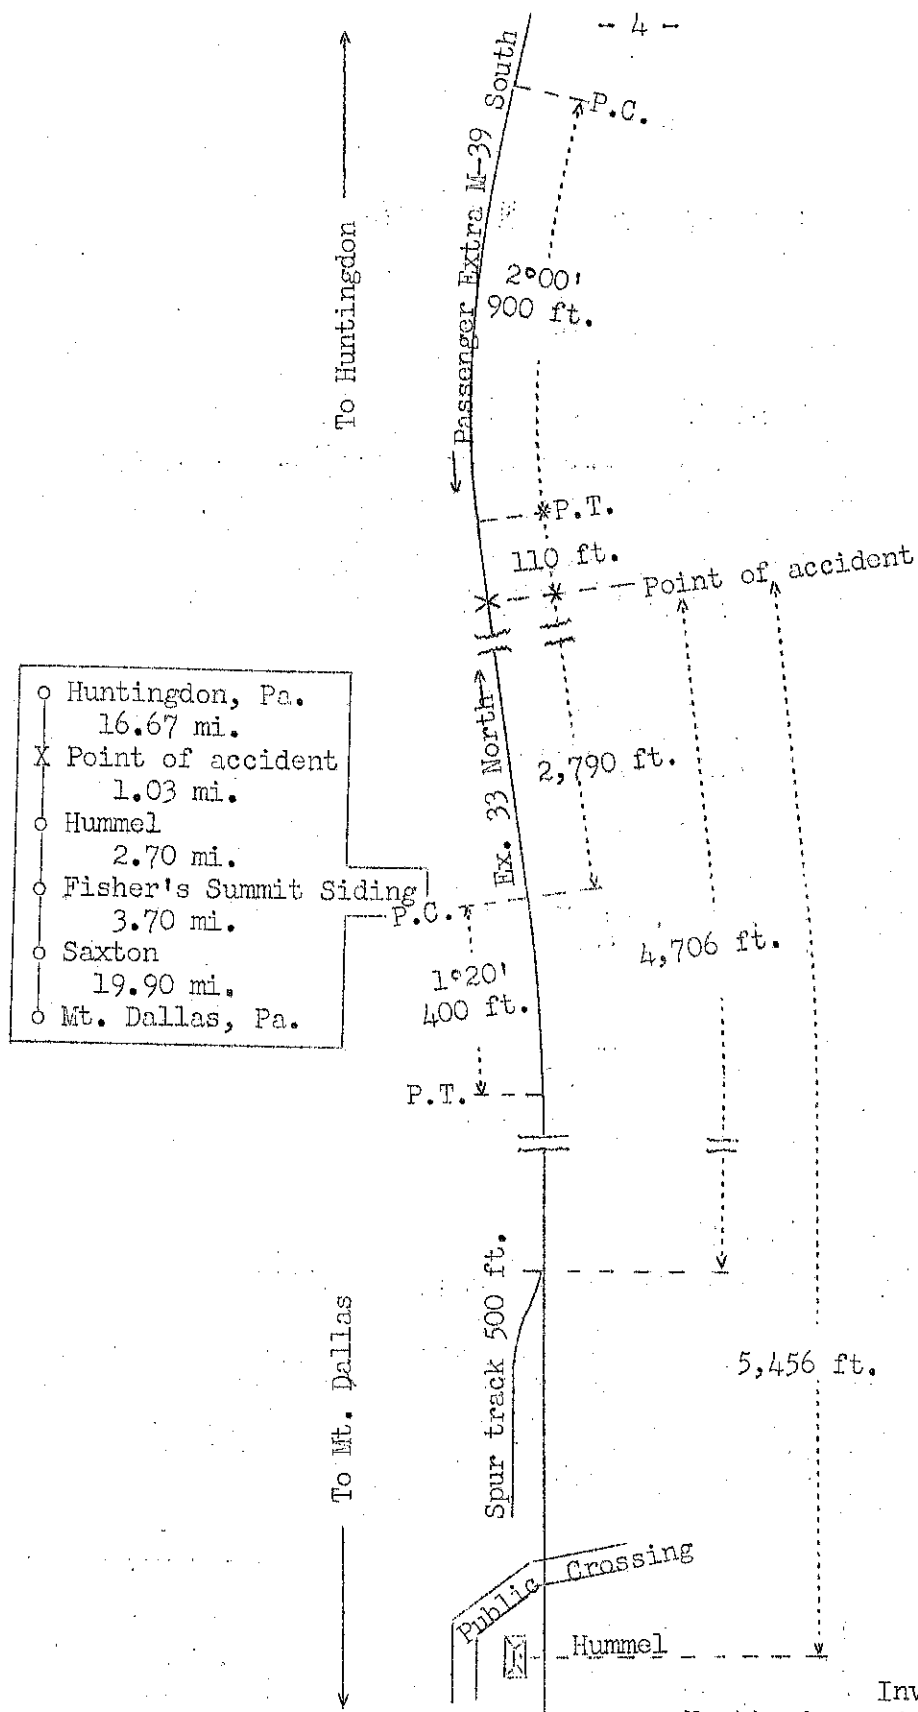 - 4 -
To Huntingdon
Passenger Extra M-39 South
P.C.
2°00'
900 ft.
P.T.
110 ft.
Point of accident
X
Ex. 33 North
2,790 ft.
Huntingdon, Pa.
16.67 mi.
X Point of accident
1.03 mi.
Hummel
2.70 mi.
Fisher's Summit Siding
3.70 mi.
Saxton
19.90 mi.
Mt. Dallas, Pa.
P.C.
4,706 ft.
1°20'
400 ft.
P.T.
Spur track 500 ft.
To Mt. Dallas
5,456 ft.
Public Crossing
Hummel
Inv